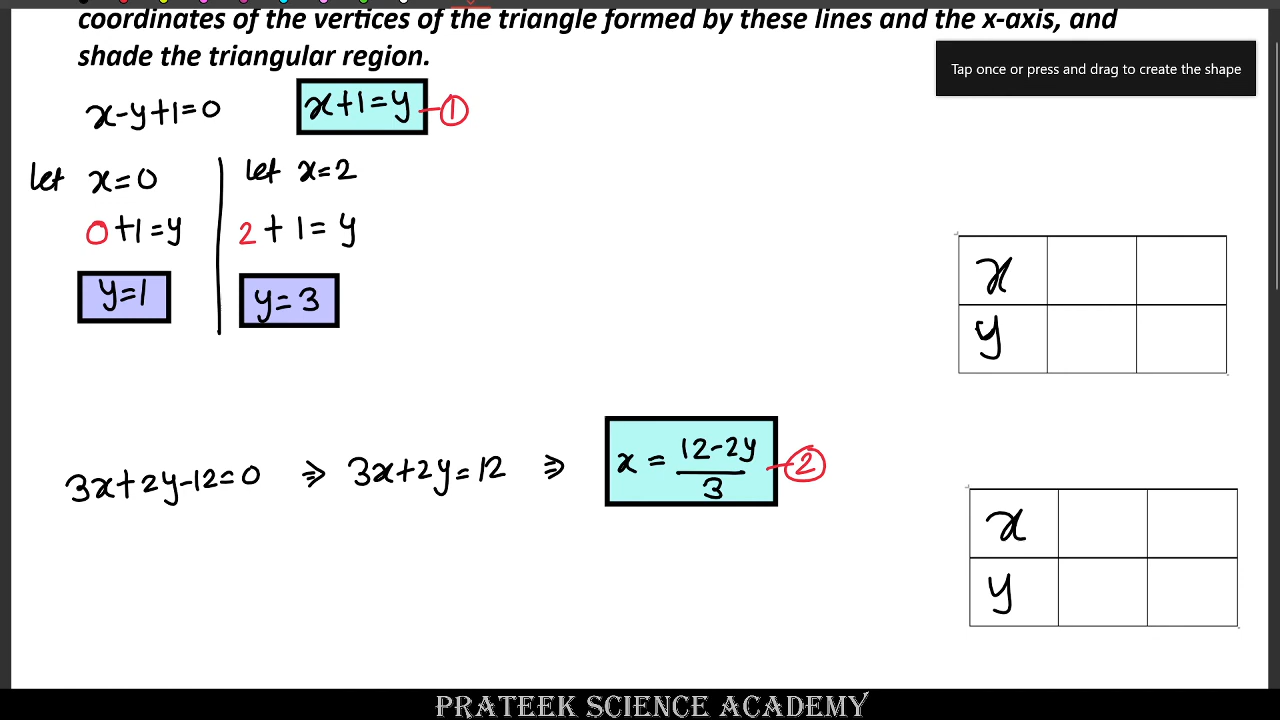 coordinates of the vertices of the triangle formed by these lines and the x-axis, and
shade the triangular region.
Tap once or press and drag to create the shape
x-y+1=0 x+1=y ①
let x=0 let x=2
0+1=y 2+1=y
y=1 y=3
x
y
3x+2y-12=0 ⇒ 3x+2y=12 ⇒ x = (12-2y)/3 ②
x
y
PRATEEK SCIENCE ACADEMY